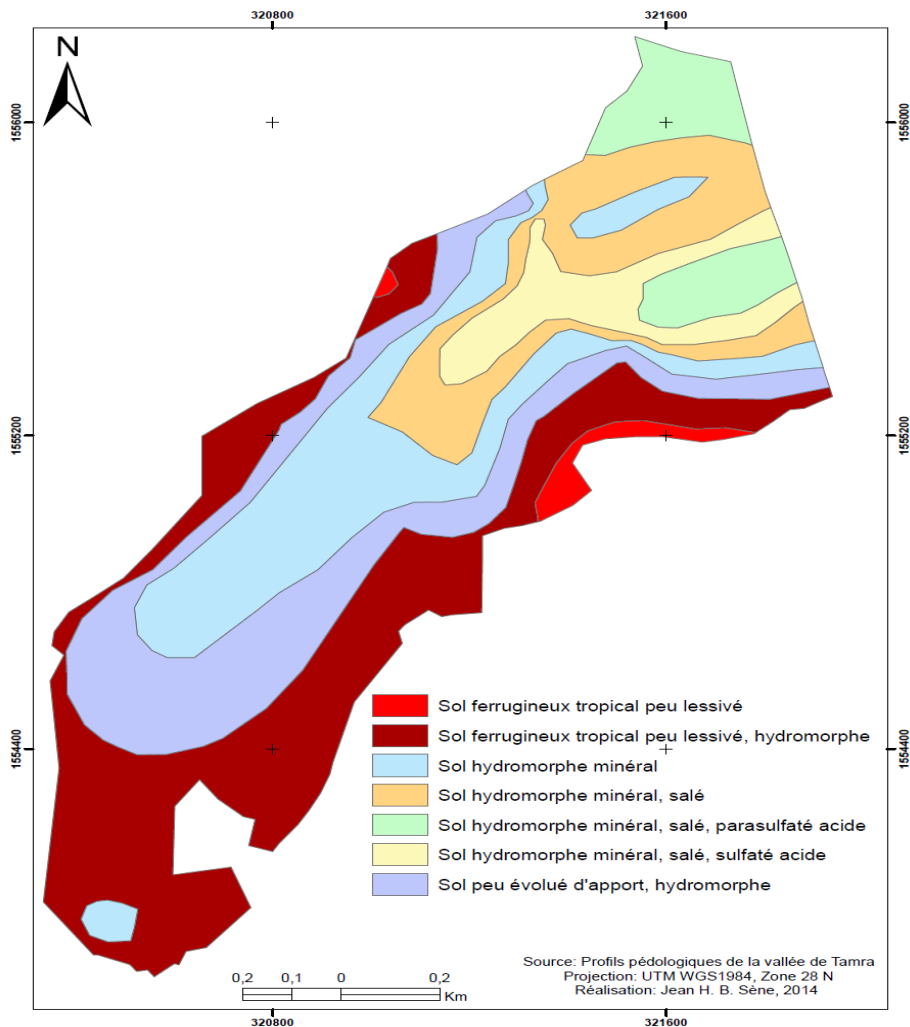 320800 321600
N
1556000 1556000
1555200 1555200
1554400 1554400
Sol ferrugineux tropical peu lessivé
Sol ferrugineux tropical peu lessivé, hydromorphe
Sol hydromorphe minéral
Sol hydromorphe minéral, salé
Sol hydromorphe minéral, salé, parasulfaté acide
Sol hydromorphe minéral, salé, sulfaté acide
Sol peu évolué d'apport, hydromorphe
Source: Profils pédologiques de la vallée de Tamra
Projection: UTM WGS1984, Zone 28 N
Réalisation: Jean H. B. Sène, 2014
0,2 0,1 0 0,2
Km
320800 321600